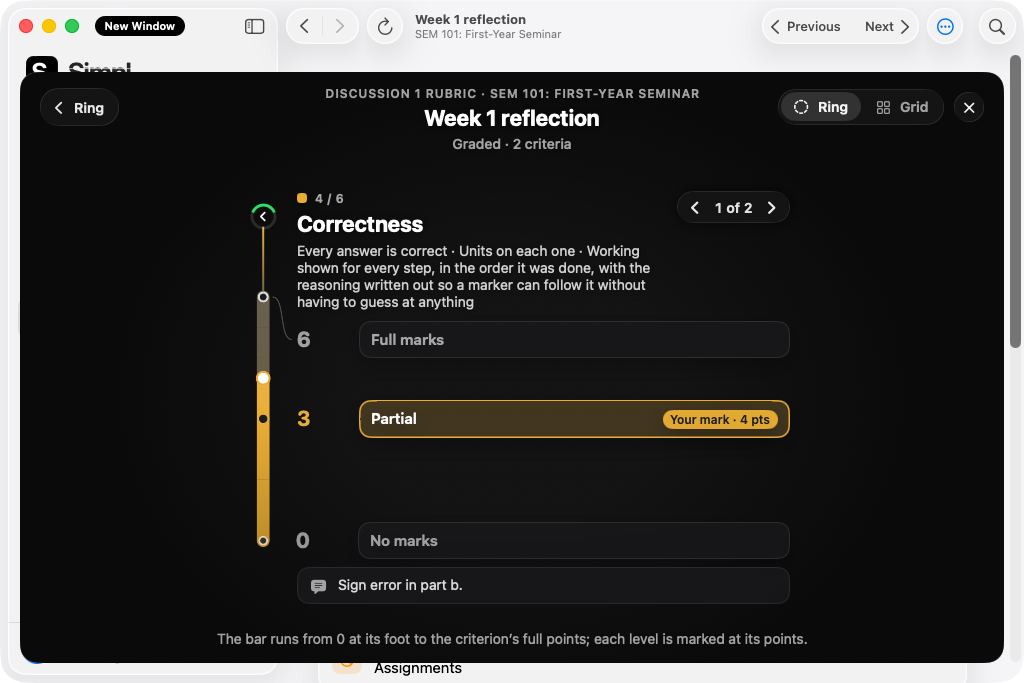 New Window
Week 1 reflection
SEM 101: First-Year Seminar
Previous
Next
DISCUSSION 1 RUBRIC · SEM 101: FIRST-YEAR SEMINAR
Ring
Week 1 reflection
Ring
Grid
Graded · 2 criteria
4 / 6
Correctness
1 of 2
Every answer is correct · Units on each one · Working
shown for every step, in the order it was done, with the
reasoning written out so a marker can follow it without
having to guess at anything
6
Full marks
3
Partial
Your mark · 4 pts
0
No marks
Sign error in part b.
The bar runs from 0 at its foot to the criterion’s full points; each level is marked at its points.
Assignments